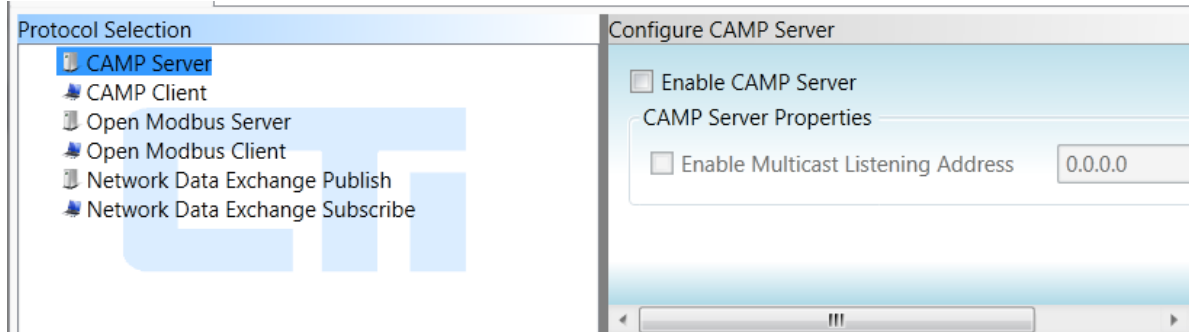 Protocol Selection
CAMP Server
CAMP Client
Open Modbus Server
Open Modbus Client
Network Data Exchange Publish
Network Data Exchange Subscribe
CTi
Configure CAMP Server
Enable CAMP Server
CAMP Server Properties
Enable Multicast Listening Address 0.0.0.0